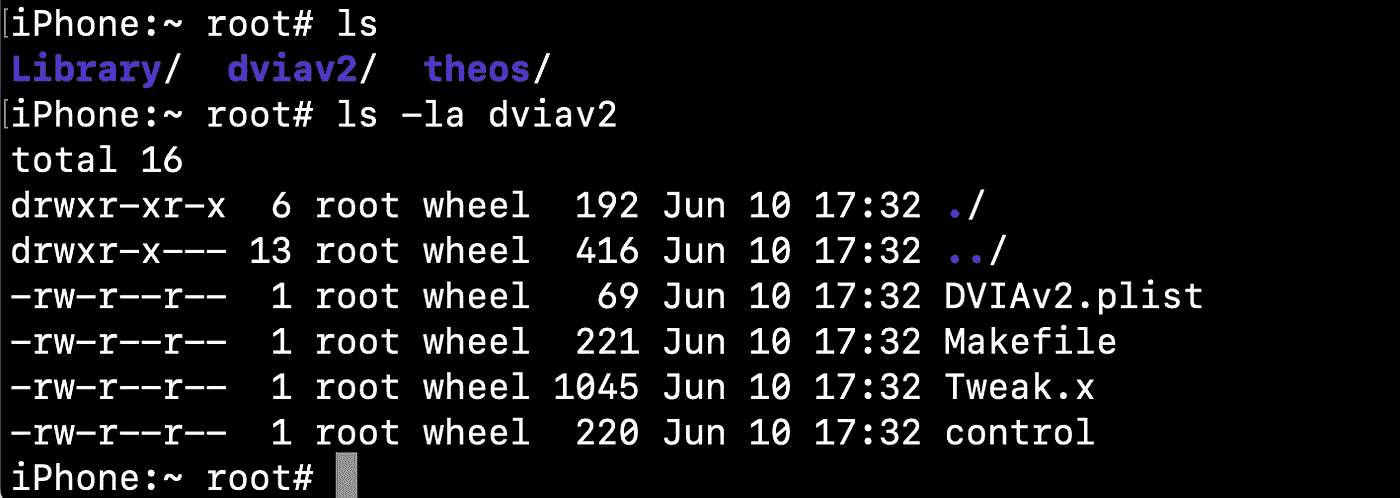 [iPhone:~ root# ls
Library/  dviav2/  theos/
[iPhone:~ root# ls -la dviav2
total 16
drwxr-xr-x  6 root wheel  192 Jun 10 17:32 ./
drwxr-x--- 13 root wheel  416 Jun 10 17:32 ../
-rw-r--r--  1 root wheel   69 Jun 10 17:32 DVIAv2.plist
-rw-r--r--  1 root wheel  221 Jun 10 17:32 Makefile
-rw-r--r--  1 root wheel 1045 Jun 10 17:32 Tweak.x
-rw-r--r--  1 root wheel  220 Jun 10 17:32 control
iPhone:~ root#